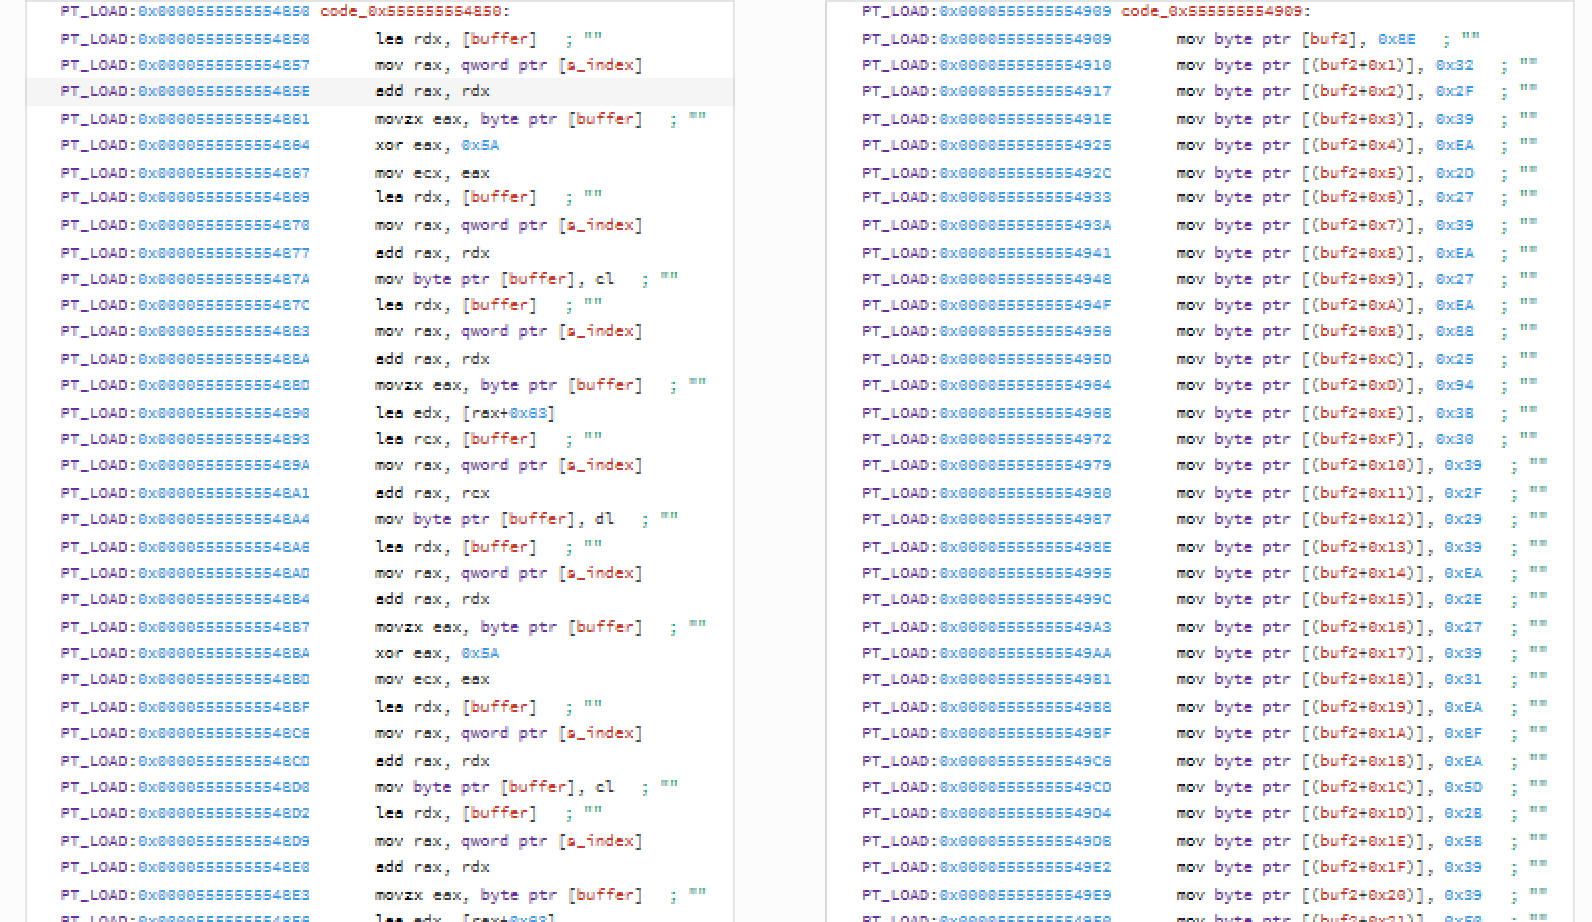 PT_LOAD:0x0000555555554850 code_0x555555554850:
PT_LOAD:0x0000555555554850 lea rdx, [buffer] ; ""
PT_LOAD:0x0000555555554857 mov rax, qword ptr [s_index]
PT_LOAD:0x000055555555485E add rax, rdx
PT_LOAD:0x0000555555554861 movzx eax, byte ptr [buffer] ; ""
PT_LOAD:0x0000555555554864 xor eax, 0x5A
PT_LOAD:0x0000555555554867 mov ecx, eax
PT_LOAD:0x0000555555554869 lea rdx, [buffer] ; ""
PT_LOAD:0x0000555555554870 mov rax, qword ptr [s_index]
PT_LOAD:0x0000555555554877 add rax, rdx
PT_LOAD:0x000055555555487A mov byte ptr [buffer], cl ; ""
PT_LOAD:0x000055555555487C lea rdx, [buffer] ; ""
PT_LOAD:0x0000555555554883 mov rax, qword ptr [s_index]
PT_LOAD:0x000055555555488A add rax, rdx
PT_LOAD:0x000055555555488D movzx eax, byte ptr [buffer] ; ""
PT_LOAD:0x0000555555554890 lea edx, [rax+0x63]
PT_LOAD:0x0000555555554893 lea rcx, [buffer] ; ""
PT_LOAD:0x000055555555489A mov rax, qword ptr [s_index]
PT_LOAD:0x00005555555548A1 add rax, rcx
PT_LOAD:0x00005555555548A4 mov byte ptr [buffer], dl ; ""
PT_LOAD:0x00005555555548A6 lea rdx, [buffer] ; ""
PT_LOAD:0x00005555555548AD mov rax, qword ptr [s_index]
PT_LOAD:0x00005555555548B4 add rax, rdx
PT_LOAD:0x00005555555548B7 movzx eax, byte ptr [buffer] ; ""
PT_LOAD:0x00005555555548BA xor eax, 0x5A
PT_LOAD:0x00005555555548BD mov ecx, eax
PT_LOAD:0x00005555555548BF lea rdx, [buffer] ; ""
PT_LOAD:0x00005555555548C6 mov rax, qword ptr [s_index]
PT_LOAD:0x00005555555548CD add rax, rdx
PT_LOAD:0x00005555555548D0 mov byte ptr [buffer], cl ; ""
PT_LOAD:0x00005555555548D2 lea rdx, [buffer] ; ""
PT_LOAD:0x00005555555548D9 mov rax, qword ptr [s_index]
PT_LOAD:0x00005555555548E0 add rax, rdx
PT_LOAD:0x00005555555548E3 movzx eax, byte ptr [buffer] ; ""
PT_LOAD:0x00005555555548E6 lea edx, [rax+0x63]
PT_LOAD:0x0000555555554909 code_0x555555554909:
PT_LOAD:0x0000555555554909 mov byte ptr [buf2], 0x8E ; ""
PT_LOAD:0x0000555555554910 mov byte ptr [(buf2+0x1)], 0x32 ; ""
PT_LOAD:0x0000555555554917 mov byte ptr [(buf2+0x2)], 0x2F ; ""
PT_LOAD:0x000055555555491E mov byte ptr [(buf2+0x3)], 0x39 ; ""
PT_LOAD:0x0000555555554925 mov byte ptr [(buf2+0x4)], 0xEA ; ""
PT_LOAD:0x000055555555492C mov byte ptr [(buf2+0x5)], 0x2D ; ""
PT_LOAD:0x0000555555554933 mov byte ptr [(buf2+0x6)], 0x27 ; ""
PT_LOAD:0x000055555555493A mov byte ptr [(buf2+0x7)], 0x39 ; ""
PT_LOAD:0x0000555555554941 mov byte ptr [(buf2+0x8)], 0xEA ; ""
PT_LOAD:0x0000555555554948 mov byte ptr [(buf2+0x9)], 0x27 ; ""
PT_LOAD:0x000055555555494F mov byte ptr [(buf2+0xA)], 0xEA ; ""
PT_LOAD:0x0000555555554956 mov byte ptr [(buf2+0xB)], 0x88 ; ""
PT_LOAD:0x000055555555495D mov byte ptr [(buf2+0xC)], 0x25 ; ""
PT_LOAD:0x0000555555554964 mov byte ptr [(buf2+0xD)], 0x94 ; ""
PT_LOAD:0x000055555555496B mov byte ptr [(buf2+0xE)], 0x3B ; ""
PT_LOAD:0x0000555555554972 mov byte ptr [(buf2+0xF)], 0x30 ; ""
PT_LOAD:0x0000555555554979 mov byte ptr [(buf2+0x10)], 0x39 ; ""
PT_LOAD:0x0000555555554980 mov byte ptr [(buf2+0x11)], 0x2F ; ""
PT_LOAD:0x0000555555554987 mov byte ptr [(buf2+0x12)], 0x29 ; ""
PT_LOAD:0x000055555555498E mov byte ptr [(buf2+0x13)], 0x39 ; ""
PT_LOAD:0x0000555555554995 mov byte ptr [(buf2+0x14)], 0xEA ; ""
PT_LOAD:0x000055555555499C mov byte ptr [(buf2+0x15)], 0x2E ; ""
PT_LOAD:0x00005555555549A3 mov byte ptr [(buf2+0x16)], 0x27 ; ""
PT_LOAD:0x00005555555549AA mov byte ptr [(buf2+0x17)], 0x39 ; ""
PT_LOAD:0x00005555555549B1 mov byte ptr [(buf2+0x18)], 0x31 ; ""
PT_LOAD:0x00005555555549B8 mov byte ptr [(buf2+0x19)], 0xEA ; ""
PT_LOAD:0x00005555555549BF mov byte ptr [(buf2+0x1A)], 0x8F ; ""
PT_LOAD:0x00005555555549C6 mov byte ptr [(buf2+0x1B)], 0xEA ; ""
PT_LOAD:0x00005555555549CD mov byte ptr [(buf2+0x1C)], 0x5D ; ""
PT_LOAD:0x00005555555549D4 mov byte ptr [(buf2+0x1D)], 0x2B ; ""
PT_LOAD:0x00005555555549DB mov byte ptr [(buf2+0x1E)], 0x5B ; ""
PT_LOAD:0x00005555555549E2 mov byte ptr [(buf2+0x1F)], 0x39 ; ""
PT_LOAD:0x00005555555549E9 mov byte ptr [(buf2+0x20)], 0x39 ; ""